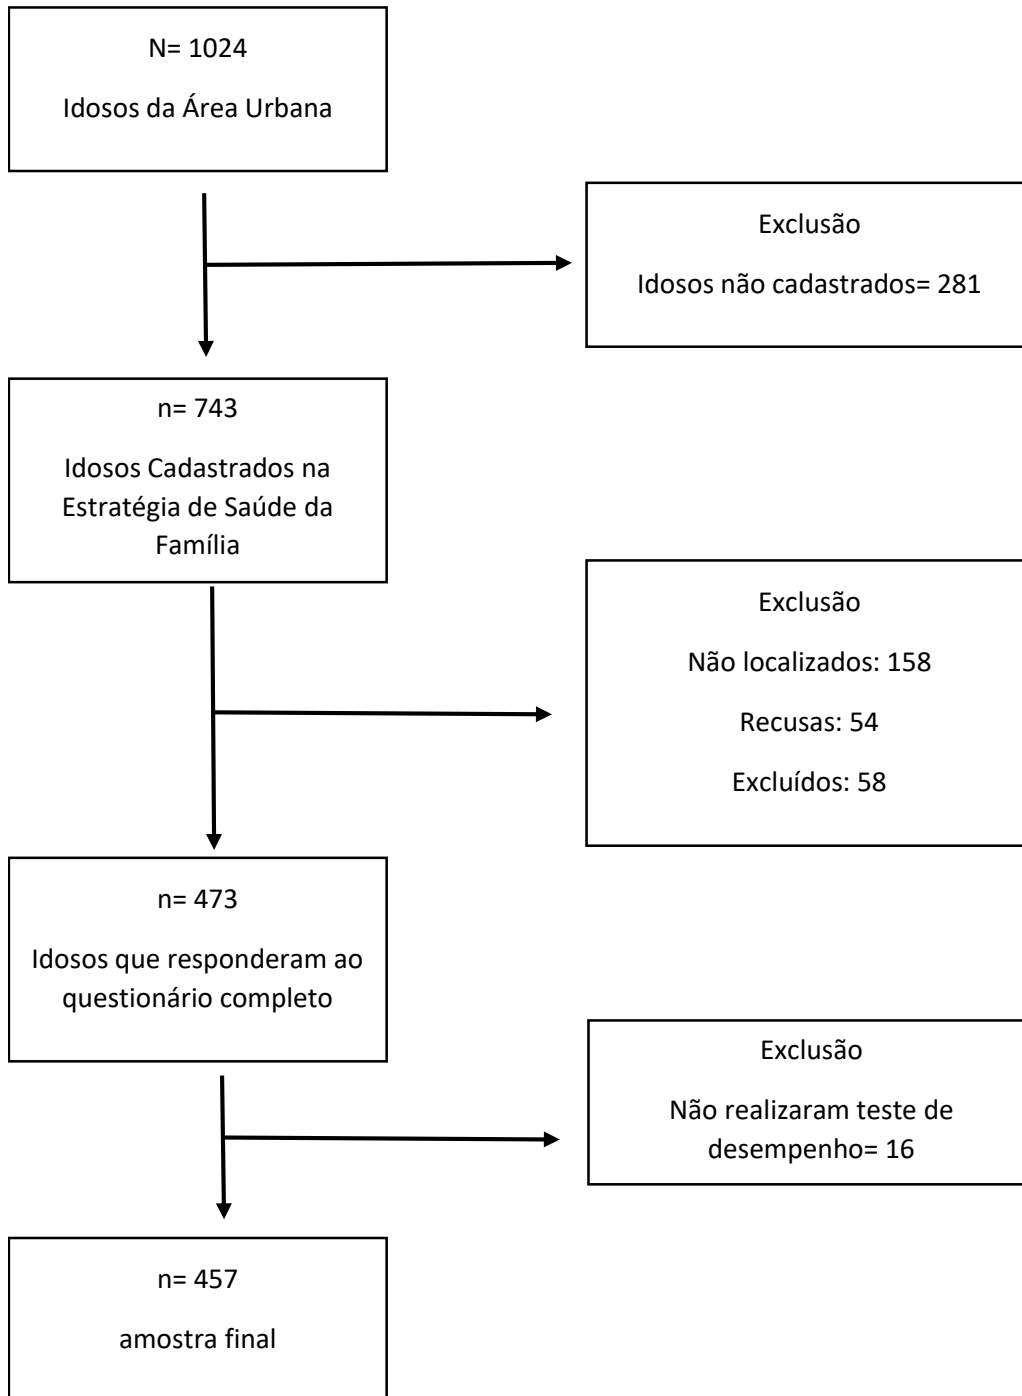 N= 1024
Idosos da Área Urbana
Exclusão
Idosos não cadastrados= 281
n= 743
Idosos Cadastrados na
Estratégia de Saúde da
Família
Exclusão
Não localizados: 158
Recusas: 54
Excluídos: 58
n= 473
Idosos que responderam ao
questionário completo
Exclusão
Não realizaram teste de
desempenho= 16
n= 457
amostra final